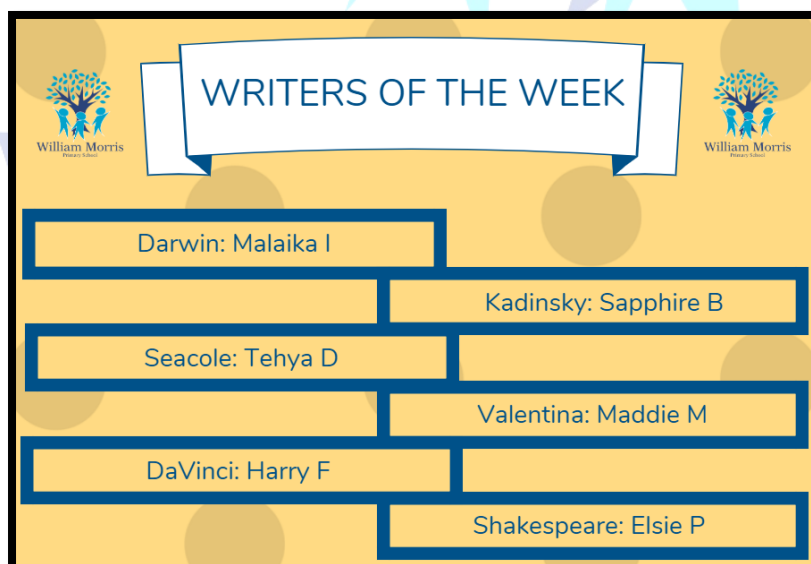 WRITERS OF THE WEEK
William Morris
Primary School
William Morris
Primary School
Darwin: Malaika I
Kadinsky: Sapphire B
Seacole: Tehya D
Valentina: Maddie M
DaVinci: Harry F
Shakespeare: Elsie P